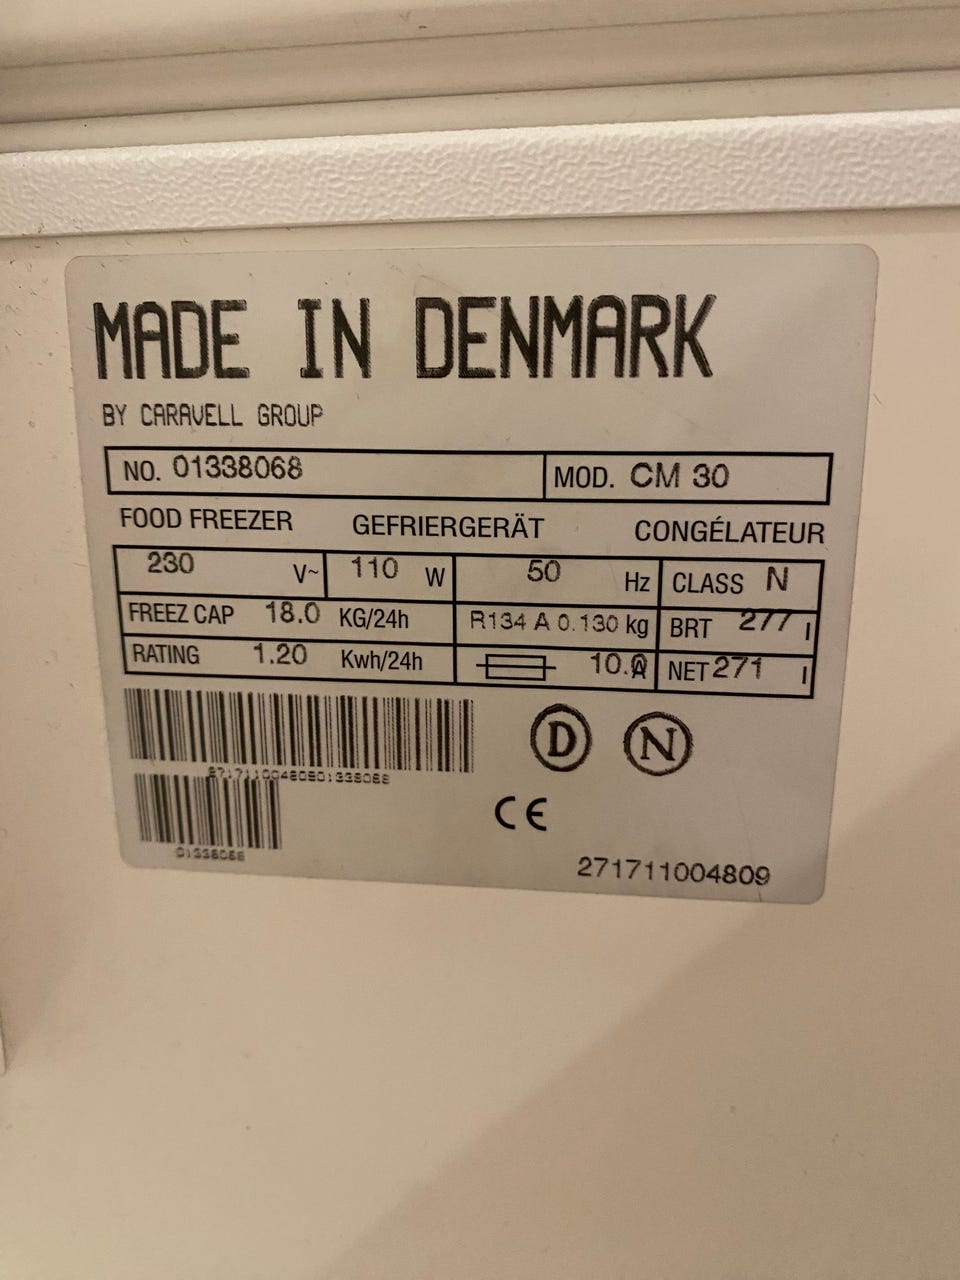 MADE IN DENMARK
BY CARAVELL GROUP
NO. 01338068 MOD. CM 30
FOOD FREEZER GEFRIERGERÄT CONGÉLATEUR
230 V~ 110 W 50 Hz CLASS N
FREEZ CAP 18.0 KG/24h R134 A 0.130 kg BRT 277 l
RATING 1.20 Kwh/24h 10.0A NET 271 l
D N
27171100480901338068
CE
01338068
271711004809